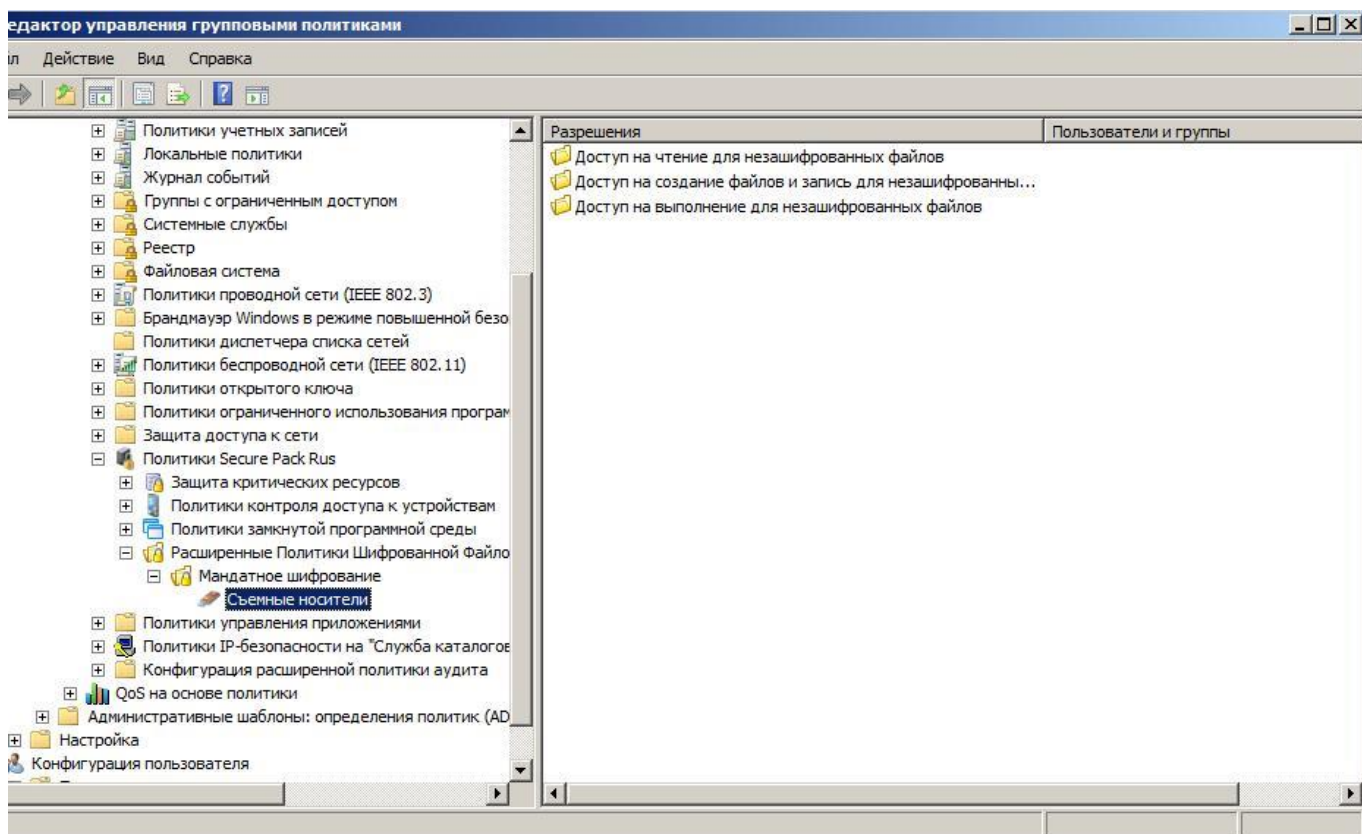 едактор управления групповыми политиками
Действие Вид Справка
Политики учетных записей
Локальные политики
Журнал событий
Группы с ограниченным доступом
Системные службы
Реестр
Файловая система
Политики проводной сети (IEEE 802.3)
Брандмауэр Windows в режиме повышенной безо
Политики диспетчера списка сетей
Политики беспроводной сети (IEEE 802.11)
Политики открытого ключа
Политики ограниченного использования програм
Защита доступа к сети
Политики Secure Pack Rus
Защита критических ресурсов
Политики контроля доступа к устройствам
Политики замкнутой программной среды
Расширенные Политики Шифрованной Файло
Мандатное шифрование
Съемные носители
Политики управления приложениями
Политики IP-безопасности на "Служба каталогов
Конфигурация расширенной политики аудита
QoS на основе политики
Административные шаблоны: определения политик (AD
Настройка
Конфигурация пользователя
Разрешения Пользователи и группы
Доступ на чтение для незашифрованных файлов
Доступ на создание файлов и запись для незашифрованны...
Доступ на выполнение для незашифрованных файлов